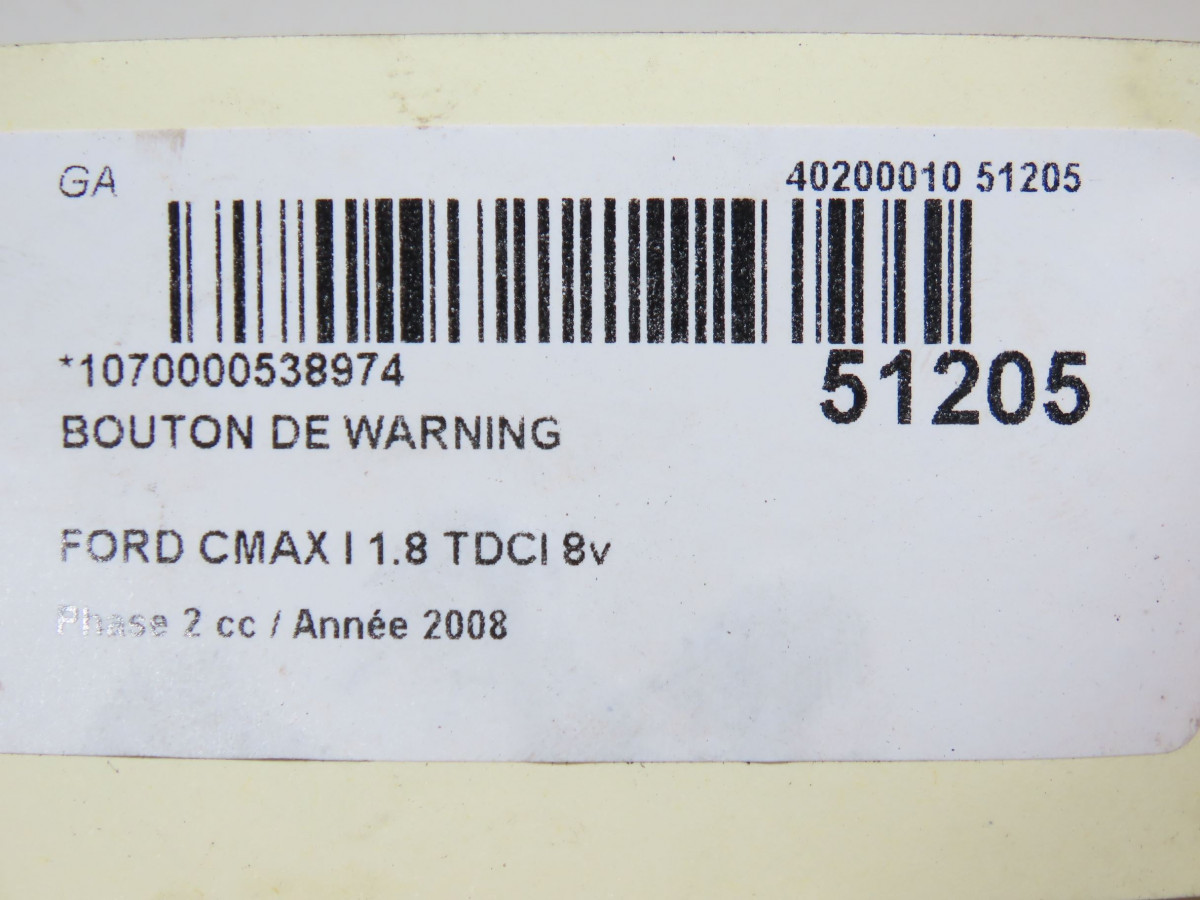 GA 40200010 51205
*1070000538974 51205
BOUTON DE WARNING
FORD CMAX I 1.8 TDCI 8v
Phase 2 cc / Année 2008